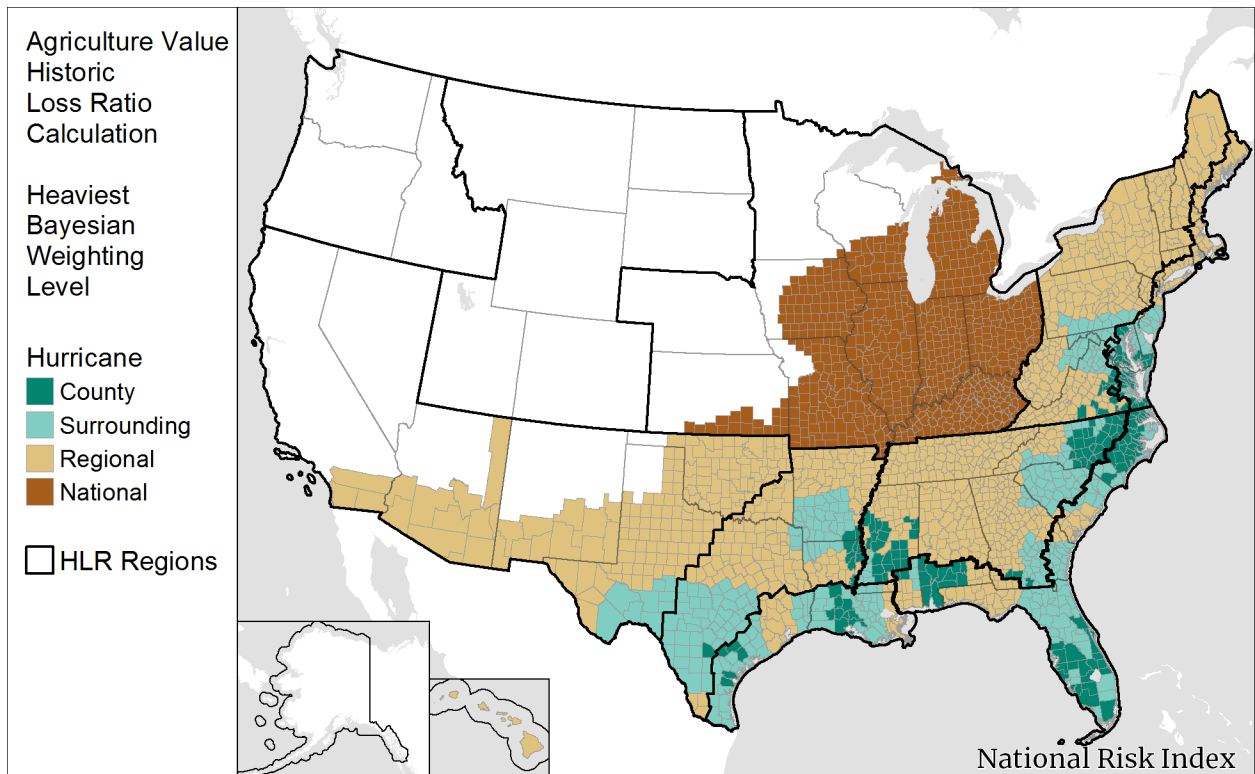 Agriculture Value
Historic
Loss Ratio
Calculation
Heaviest
Bayesian
Weighting
Level
Hurricane
County
Surrounding
Regional
National
HLR Regions
National Risk Index